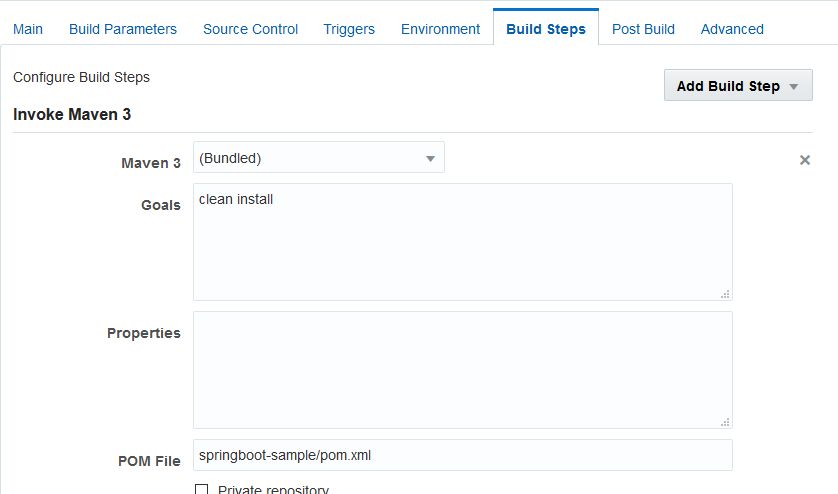 Main Build Parameters Source Control Triggers Environment Build Steps Post Build Advanced
Configure Build Steps
Add Build Step
Invoke Maven 3
Maven 3 (Bundled)
Goals clean install
Properties
POM File springboot-sample/pom.xml
Private repository